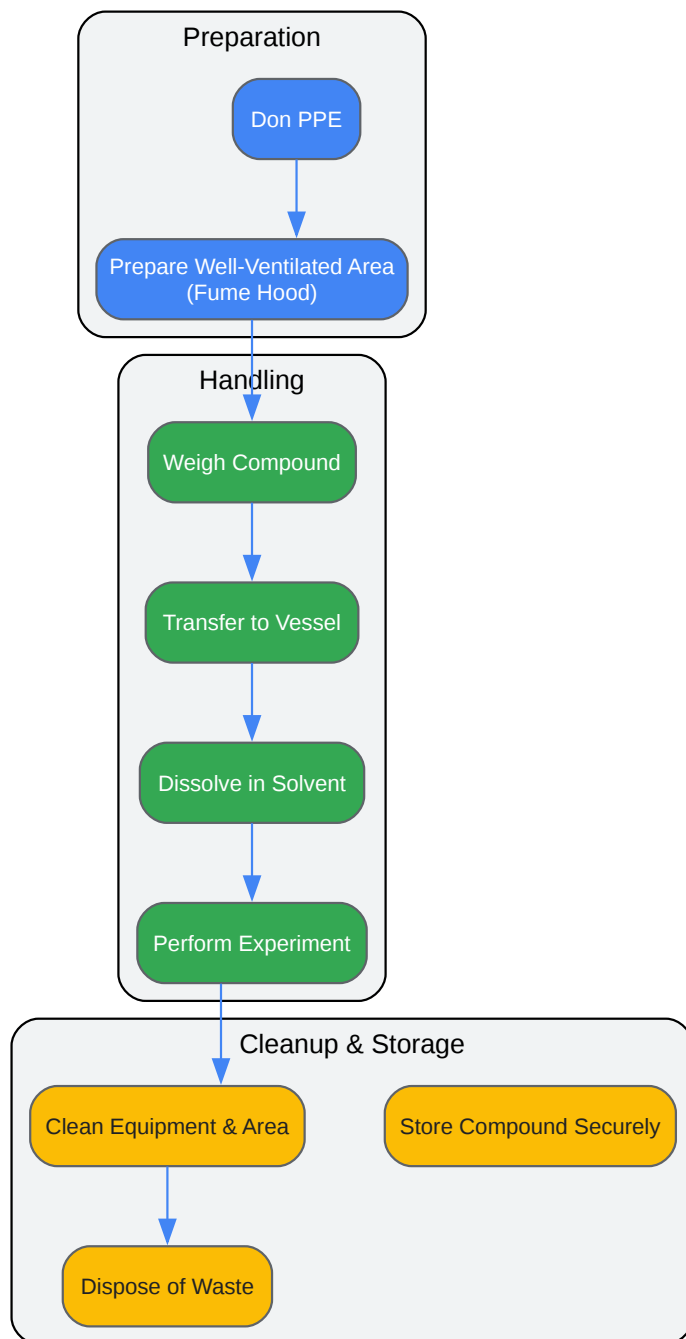 Preparation
Don PPE
Prepare Well-Ventilated Area
(Fume Hood)
Handling
Weigh Compound
Transfer to Vessel
Dissolve in Solvent
Perform Experiment
Cleanup & Storage
Clean Equipment & Area
Store Compound Securely
Dispose of Waste